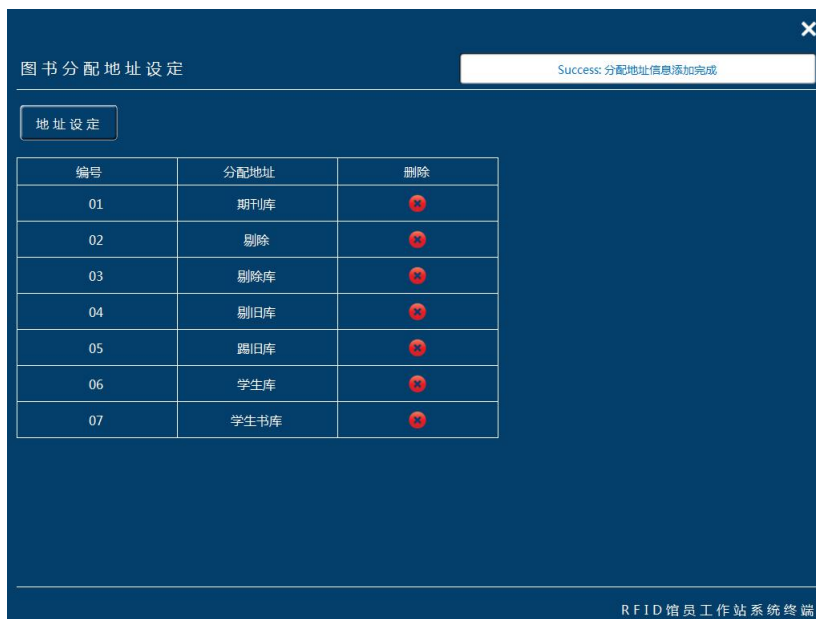 图书分配地址设定
Success: 分配地址信息添加完成
地址设定
编号 分配地址 删除
01 期刊库
02 剔除
03 剔除库
04 剔旧库
05 踢旧库
06 学生库
07 学生书库
RFID馆员工作站系统终端